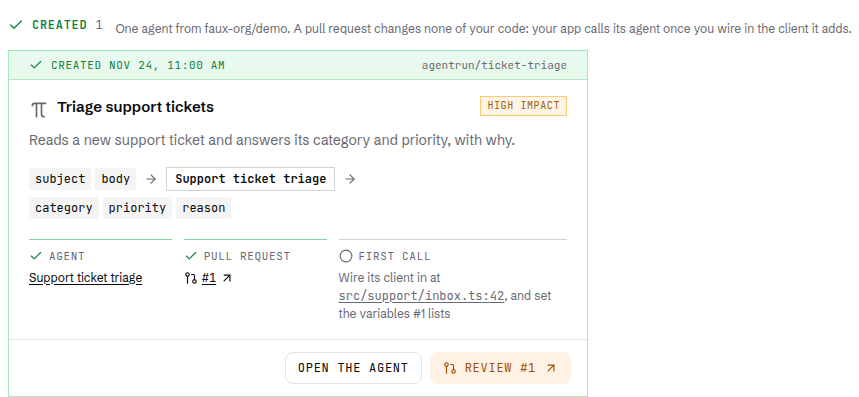 CREATED 1 One agent from faux-org/demo. A pull request changes none of your code: your app calls its agent once you wire in the client it adds.
CREATED NOV 24, 11:00 AM agentrun/ticket-triage
Triage support tickets HIGH IMPACT
Reads a new support ticket and answers its category and priority, with why.
subject body → Support ticket triage →
category priority reason
AGENT PULL REQUEST FIRST CALL
Support ticket triage #1 ↗ Wire its client in at
src/support/inbox.ts:42, and set
the variables #1 lists
OPEN THE AGENT REVIEW #1 ↗